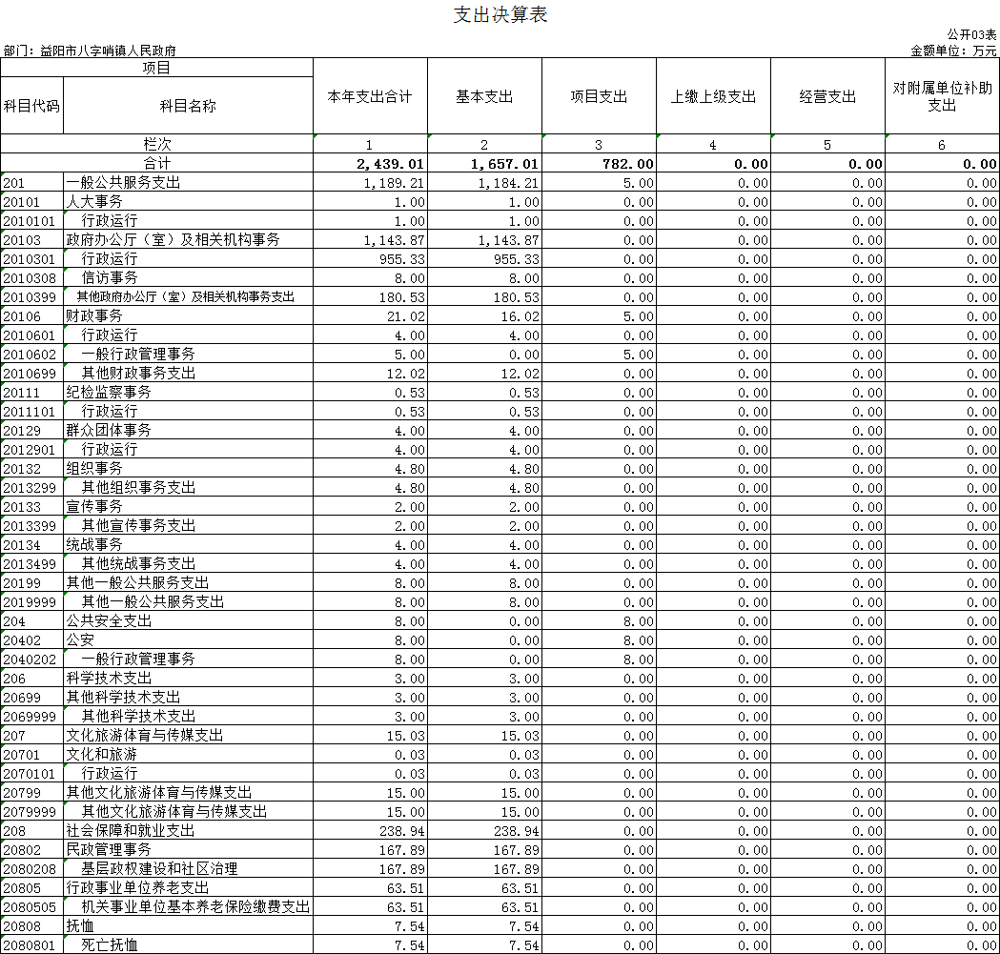 支出决算表
公开03表
部门：益阳市八字哨镇人民政府 金额单位：万元
项目 本年支出合计 基本支出 项目支出 上缴上级支出 经营支出 对附属单位补助支出
科目代码 科目名称
栏次 1 2 3 4 5 6
合计 2,439.01 1,657.01 782.00 0.00 0.00 0.00
201 一般公共服务支出 1,189.21 1,184.21 5.00 0.00 0.00 0.00
20101 人大事务 1.00 1.00 0.00 0.00 0.00 0.00
2010101 行政运行 1.00 1.00 0.00 0.00 0.00 0.00
20103 政府办公厅（室）及相关机构事务 1,143.87 1,143.87 0.00 0.00 0.00 0.00
2010301 行政运行 955.33 955.33 0.00 0.00 0.00 0.00
2010308 信访事务 8.00 8.00 0.00 0.00 0.00 0.00
2010399 其他政府办公厅（室）及相关机构事务支出 180.53 180.53 0.00 0.00 0.00 0.00
20106 财政事务 21.02 16.02 5.00 0.00 0.00 0.00
2010601 行政运行 4.00 4.00 0.00 0.00 0.00 0.00
2010602 一般行政管理事务 5.00 0.00 5.00 0.00 0.00 0.00
2010699 其他财政事务支出 12.02 12.02 0.00 0.00 0.00 0.00
20111 纪检监察事务 0.53 0.53 0.00 0.00 0.00 0.00
2011101 行政运行 0.53 0.53 0.00 0.00 0.00 0.00
20129 群众团体事务 4.00 4.00 0.00 0.00 0.00 0.00
2012901 行政运行 4.00 4.00 0.00 0.00 0.00 0.00
20132 组织事务 4.80 4.80 0.00 0.00 0.00 0.00
2013299 其他组织事务支出 4.80 4.80 0.00 0.00 0.00 0.00
20133 宣传事务 2.00 2.00 0.00 0.00 0.00 0.00
2013399 其他宣传事务支出 2.00 2.00 0.00 0.00 0.00 0.00
20134 统战事务 4.00 4.00 0.00 0.00 0.00 0.00
2013499 其他统战事务支出 4.00 4.00 0.00 0.00 0.00 0.00
20199 其他一般公共服务支出 8.00 8.00 0.00 0.00 0.00 0.00
2019999 其他一般公共服务支出 8.00 8.00 0.00 0.00 0.00 0.00
204 公共安全支出 8.00 0.00 8.00 0.00 0.00 0.00
20402 公安 8.00 0.00 8.00 0.00 0.00 0.00
2040202 一般行政管理事务 8.00 0.00 8.00 0.00 0.00 0.00
206 科学技术支出 3.00 3.00 0.00 0.00 0.00 0.00
20699 其他科学技术支出 3.00 3.00 0.00 0.00 0.00 0.00
2069999 其他科学技术支出 3.00 3.00 0.00 0.00 0.00 0.00
207 文化旅游体育与传媒支出 15.03 15.03 0.00 0.00 0.00 0.00
20701 文化和旅游 0.03 0.03 0.00 0.00 0.00 0.00
2070101 行政运行 0.03 0.03 0.00 0.00 0.00 0.00
20799 其他文化旅游体育与传媒支出 15.00 15.00 0.00 0.00 0.00 0.00
2079999 其他文化旅游体育与传媒支出 15.00 15.00 0.00 0.00 0.00 0.00
208 社会保障和就业支出 238.94 238.94 0.00 0.00 0.00 0.00
20802 民政管理事务 167.89 167.89 0.00 0.00 0.00 0.00
2080208 基层政权建设和社区治理 167.89 167.89 0.00 0.00 0.00 0.00
20805 行政事业单位养老支出 63.51 63.51 0.00 0.00 0.00 0.00
2080505 机关事业单位基本养老保险缴费支出 63.51 63.51 0.00 0.00 0.00 0.00
20808 抚恤 7.54 7.54 0.00 0.00 0.00 0.00
2080801 死亡抚恤 7.54 7.54 0.00 0.00 0.00 0.00